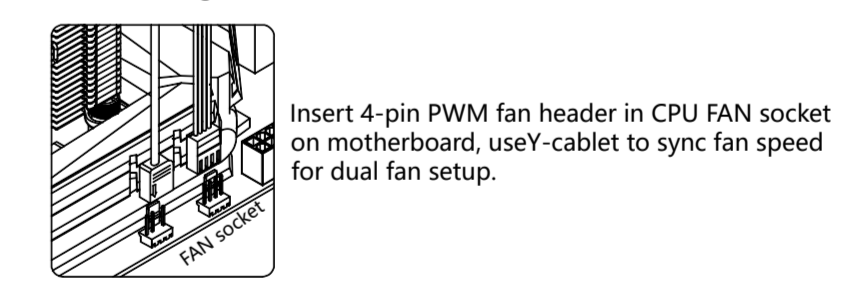 Insert 4-pin PWM fan header in CPU FAN socket
on motherboard, useY-cablet to sync fan speed
for dual fan setup.
FAN socket